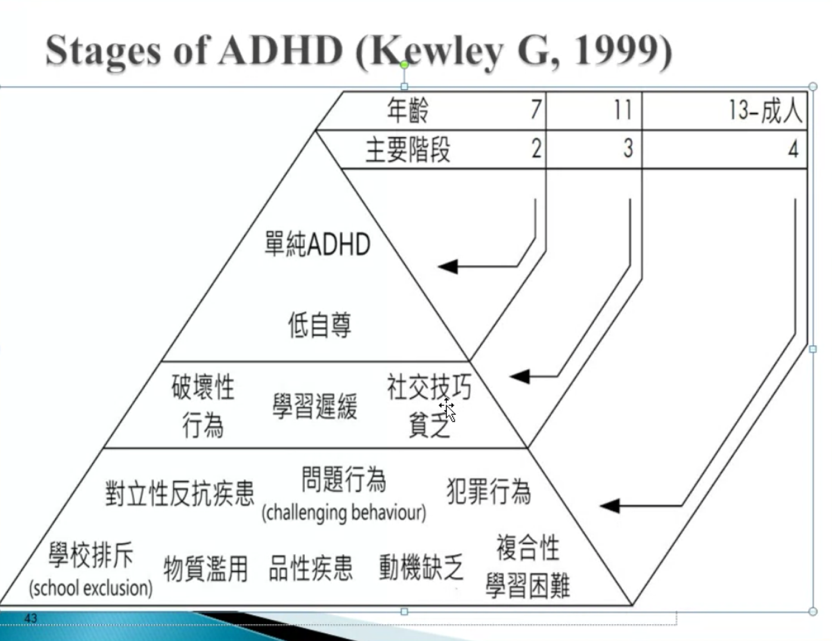 Stages of ADHD (Kewley G, 1999)
年齡 7 11 13-成人
主要階段 2 3 4
單純ADHD
低自尊
破壞性
行為
學習遲緩
社交技巧
貧乏
對立性反抗疾患
問題行為
(challenging behaviour)
犯罪行為
學校排斥
(school exclusion)
物質濫用
品性疾患
動機缺乏
複合性
學習困難
43